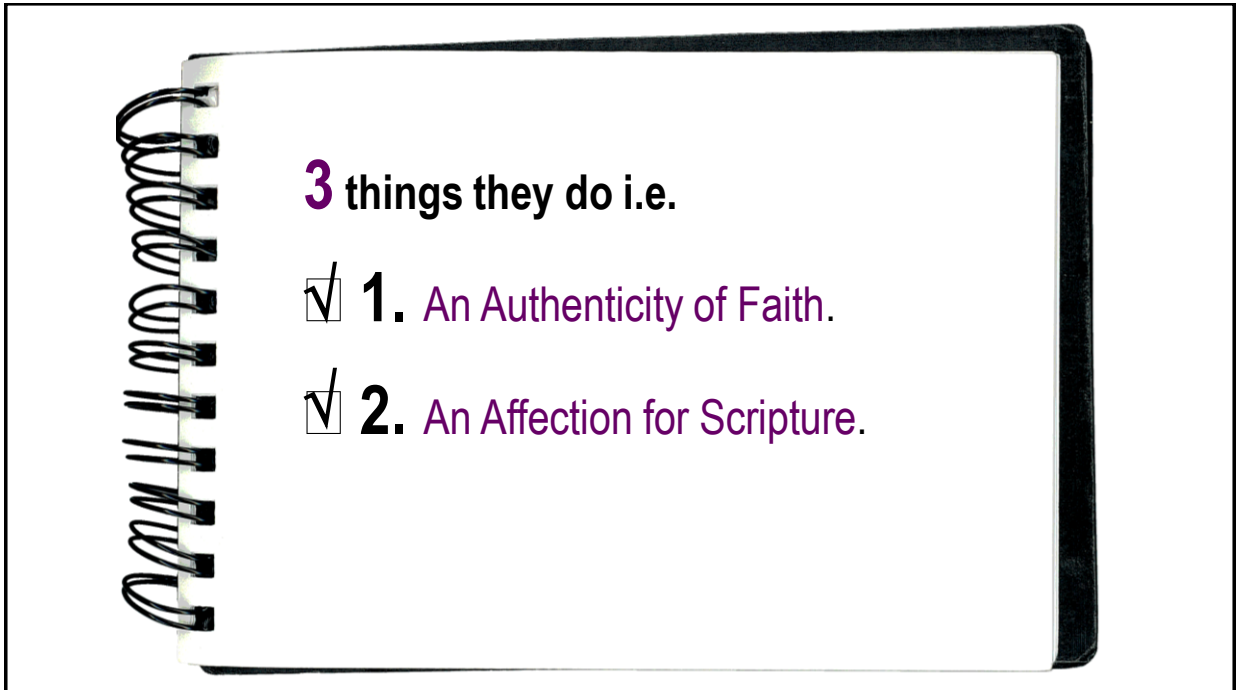 3 things they do i.e.
√ 1. An Authenticity of Faith.
√ 2. An Affection for Scripture.